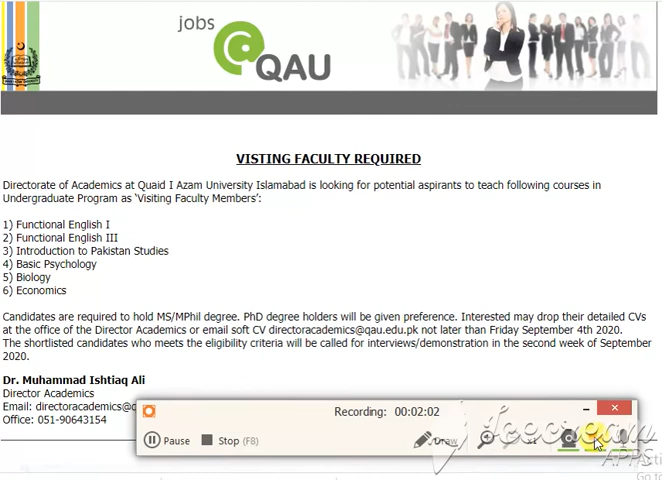 jobs
@QAU
VISTING FACULTY REQUIRED
Directorate of Academics at Quaid I Azam University Islamabad is looking for potential aspirants to teach following courses in
Undergraduate Program as ‘Visiting Faculty Members’:
1) Functional English I
2) Functional English III
3) Introduction to Pakistan Studies
4) Basic Psychology
5) Biology
6) Economics
Candidates are required to hold MS/MPhil degree. PhD degree holders will be given preference. Interested may drop their detailed CVs
at the office of the Director Academics or email soft CV directoracademics@qau.edu.pk not later than Friday September 4th 2020.
The shortlisted candidates who meets the eligibility criteria will be called for interviews/demonstration in the second week of September
2020.
Dr. Muhammad Ishtiaq Ali
Director Academics
Email: directoracademics@
Office: 051-90643154
Recording: 00:02:02
Pause
Stop (F8)
Draw
x1
Icecream
APPS
Acti
Go to